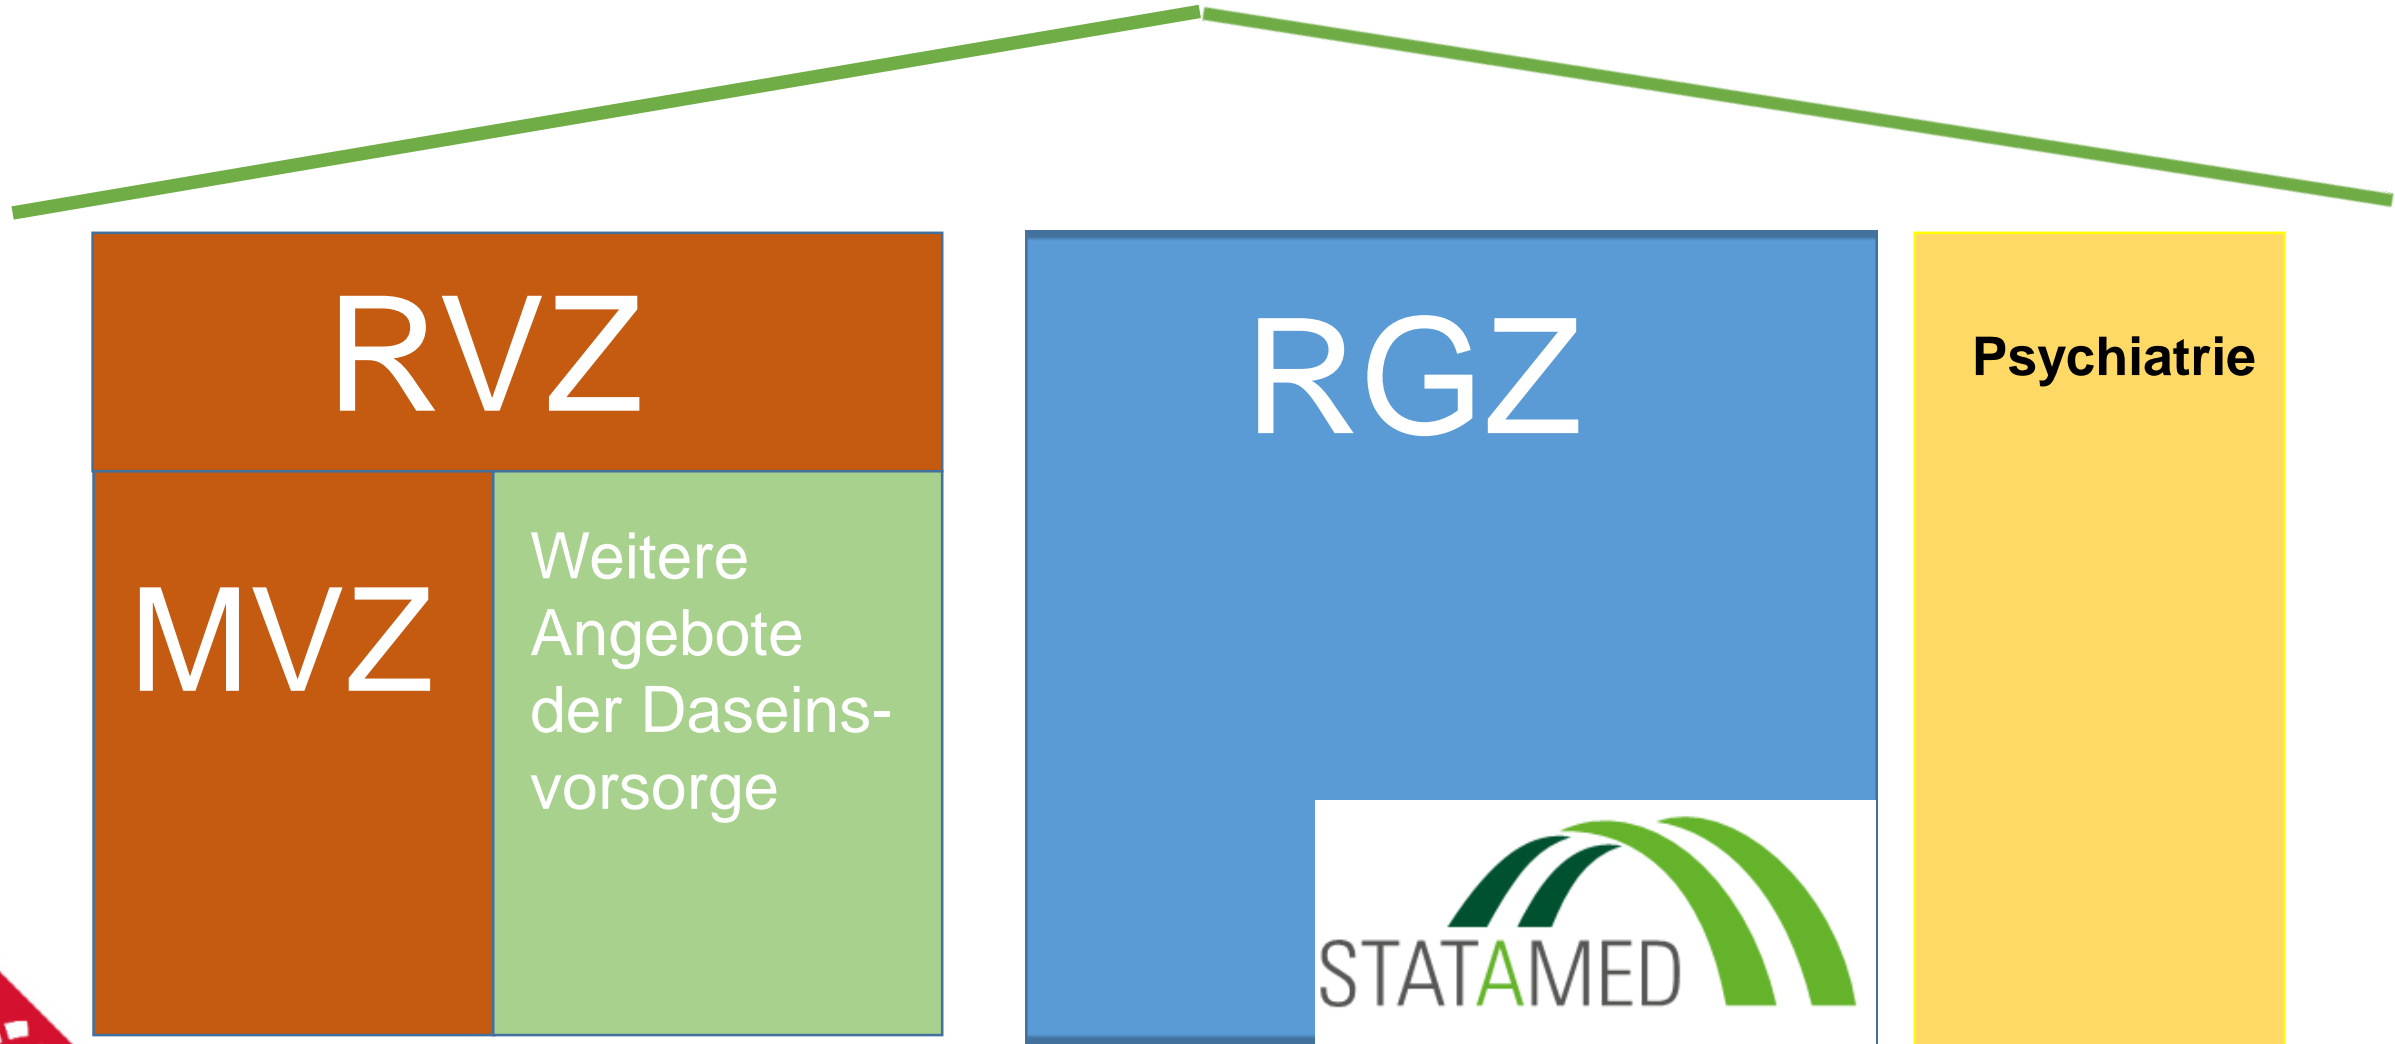 RVZ
MVZ
Weitere
Angebote
der Daseins-
vorsorge
RGZ
STATAMED
Psychiatrie